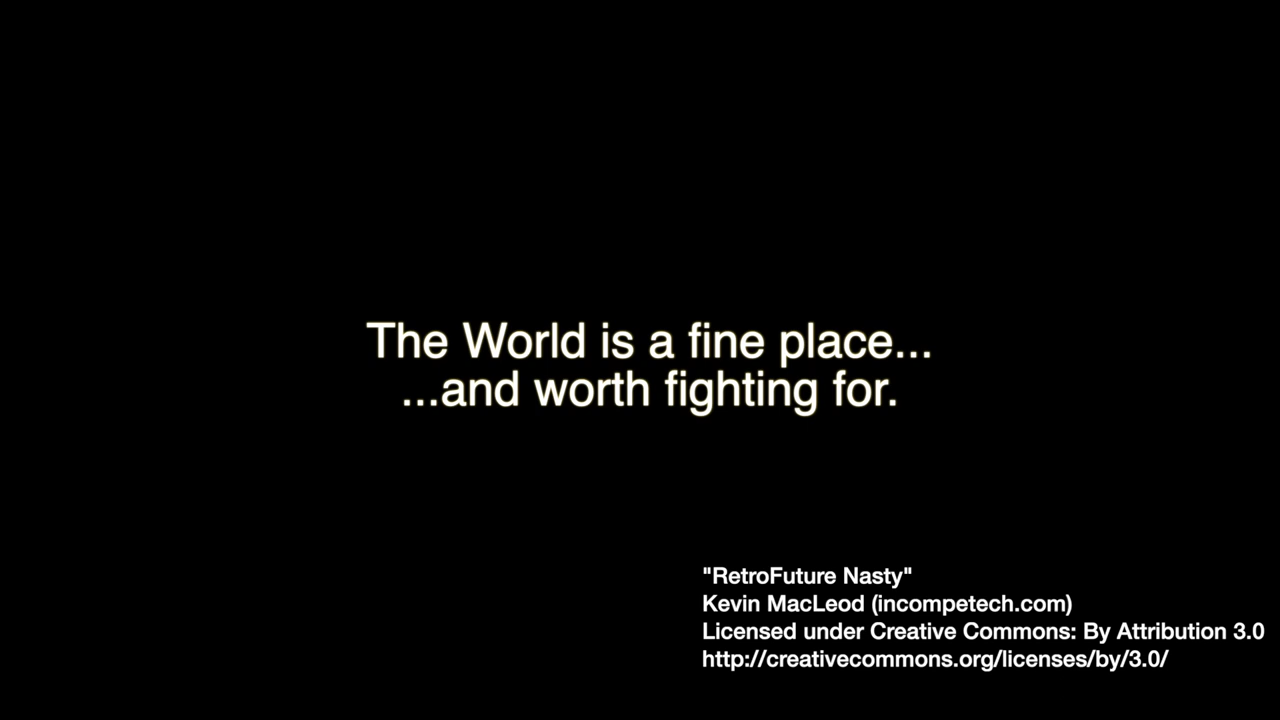 The World is a fine place...
...and worth fighting for.
"RetroFuture Nasty"
Kevin MacLeod (incompetech.com)
Licensed under Creative Commons: By Attribution 3.0
http://creativecommons.org/licenses/by/3.0/